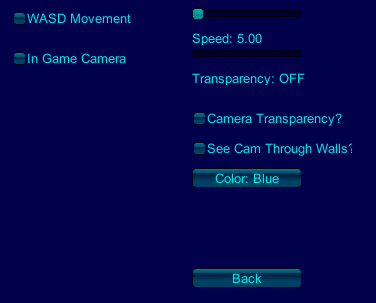 WASD Movement
In Game Camera
Speed: 5.00
Transparency: OFF
Camera Transparency?
See Cam Through Walls?
Color: Blue
Back